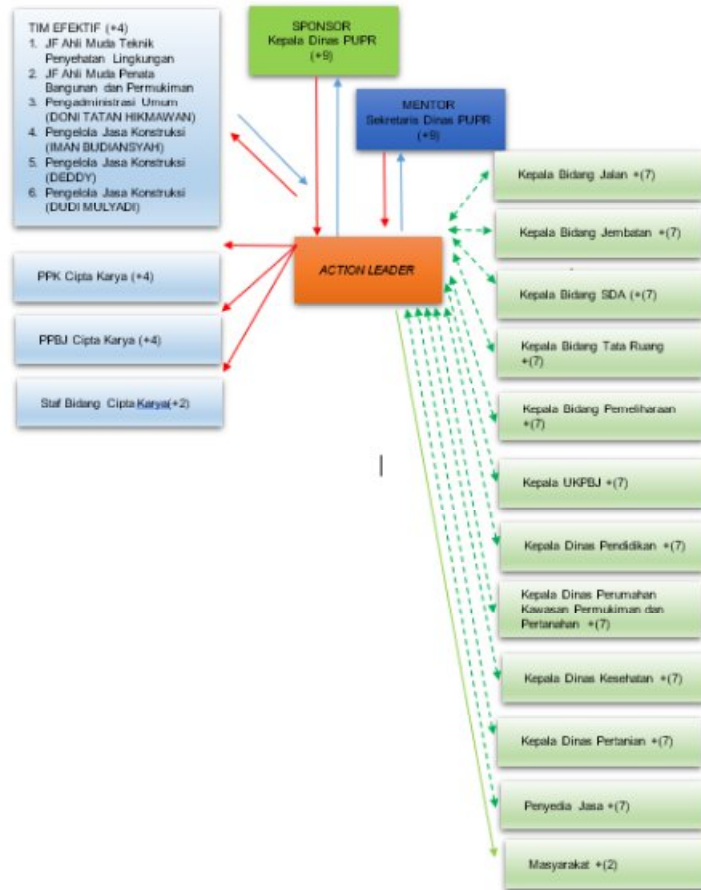 TIM EFEKTIF (+4)
1. JF Ahli Muda Teknik
Penyehatan Lingkungan
2. JF Ahli Muda Penata
Bangunan dan Permukiman
3. Pengadministrasi Umum
(DONI TATAN HIKMAWAN)
4. Pengelola Jasa Konstruksi
(IMAN BUDIANSYAH)
5. Pengelola Jasa Konstruksi
(DEDDY)
6. Pengelola Jasa Konstruksi
(DUDI MULYADI)
SPONSOR
Kepala Dinas PUPR
(+9)
MENTOR
Sekretaris Dinas PUPR
(+9)
ACTION LEADER
PPK Cipta Karya (+4)
PPBJ Cipta Karya (+4)
Staf Bidang Cipta Karya(+2)
Kepala Bidang Jalan +(7)
Kepala Bidang Jembatan +(7)
Kepala Bidang SDA (+(7)
Kepala Bidang Tata Ruang
+(7)
Kepala Bidang Pemeliharaan
+(7)
Kepala UKPBJ +(7)
Kepala Dinas Pendidikan +(7)
Kepala Dinas Perumahan
Kawasan Permukiman dan
Pertanahan +(7)
Kepala Dinas Kesehatan +(7)
Kepala Dinas Pertanian +(7)
Penyedia Jasa +(7)
Masyarakat +(2)